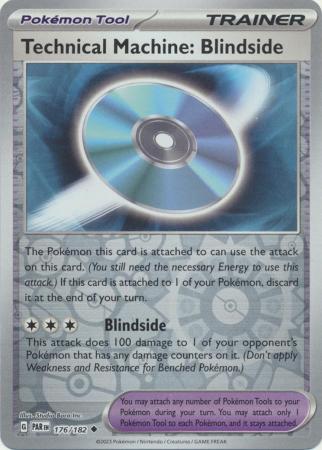 Pokémon Tool TRAINER
Technical Machine: Blindside
The Pokémon this card is attached to can use the attack
on this card. (You still need the necessary Energy to use this
attack.) If this card is attached to 1 of your Pokémon, discard
it at the end of your turn.
Blindside
This attack does 100 damage to 1 of your opponent's
Pokémon that has any damage counters on it. (Don't apply
Weakness and Resistance for Benched Pokémon.)
Illus. Studio Bora Inc.
You may attach any number of Pokémon Tools to your
Pokémon during your turn. You may attach only 1
Pokémon Tool to each Pokémon, and it stays attached.
G PAR EN 176/182
©2023 Pokémon / Nintendo / Creatures / GAME FREAK